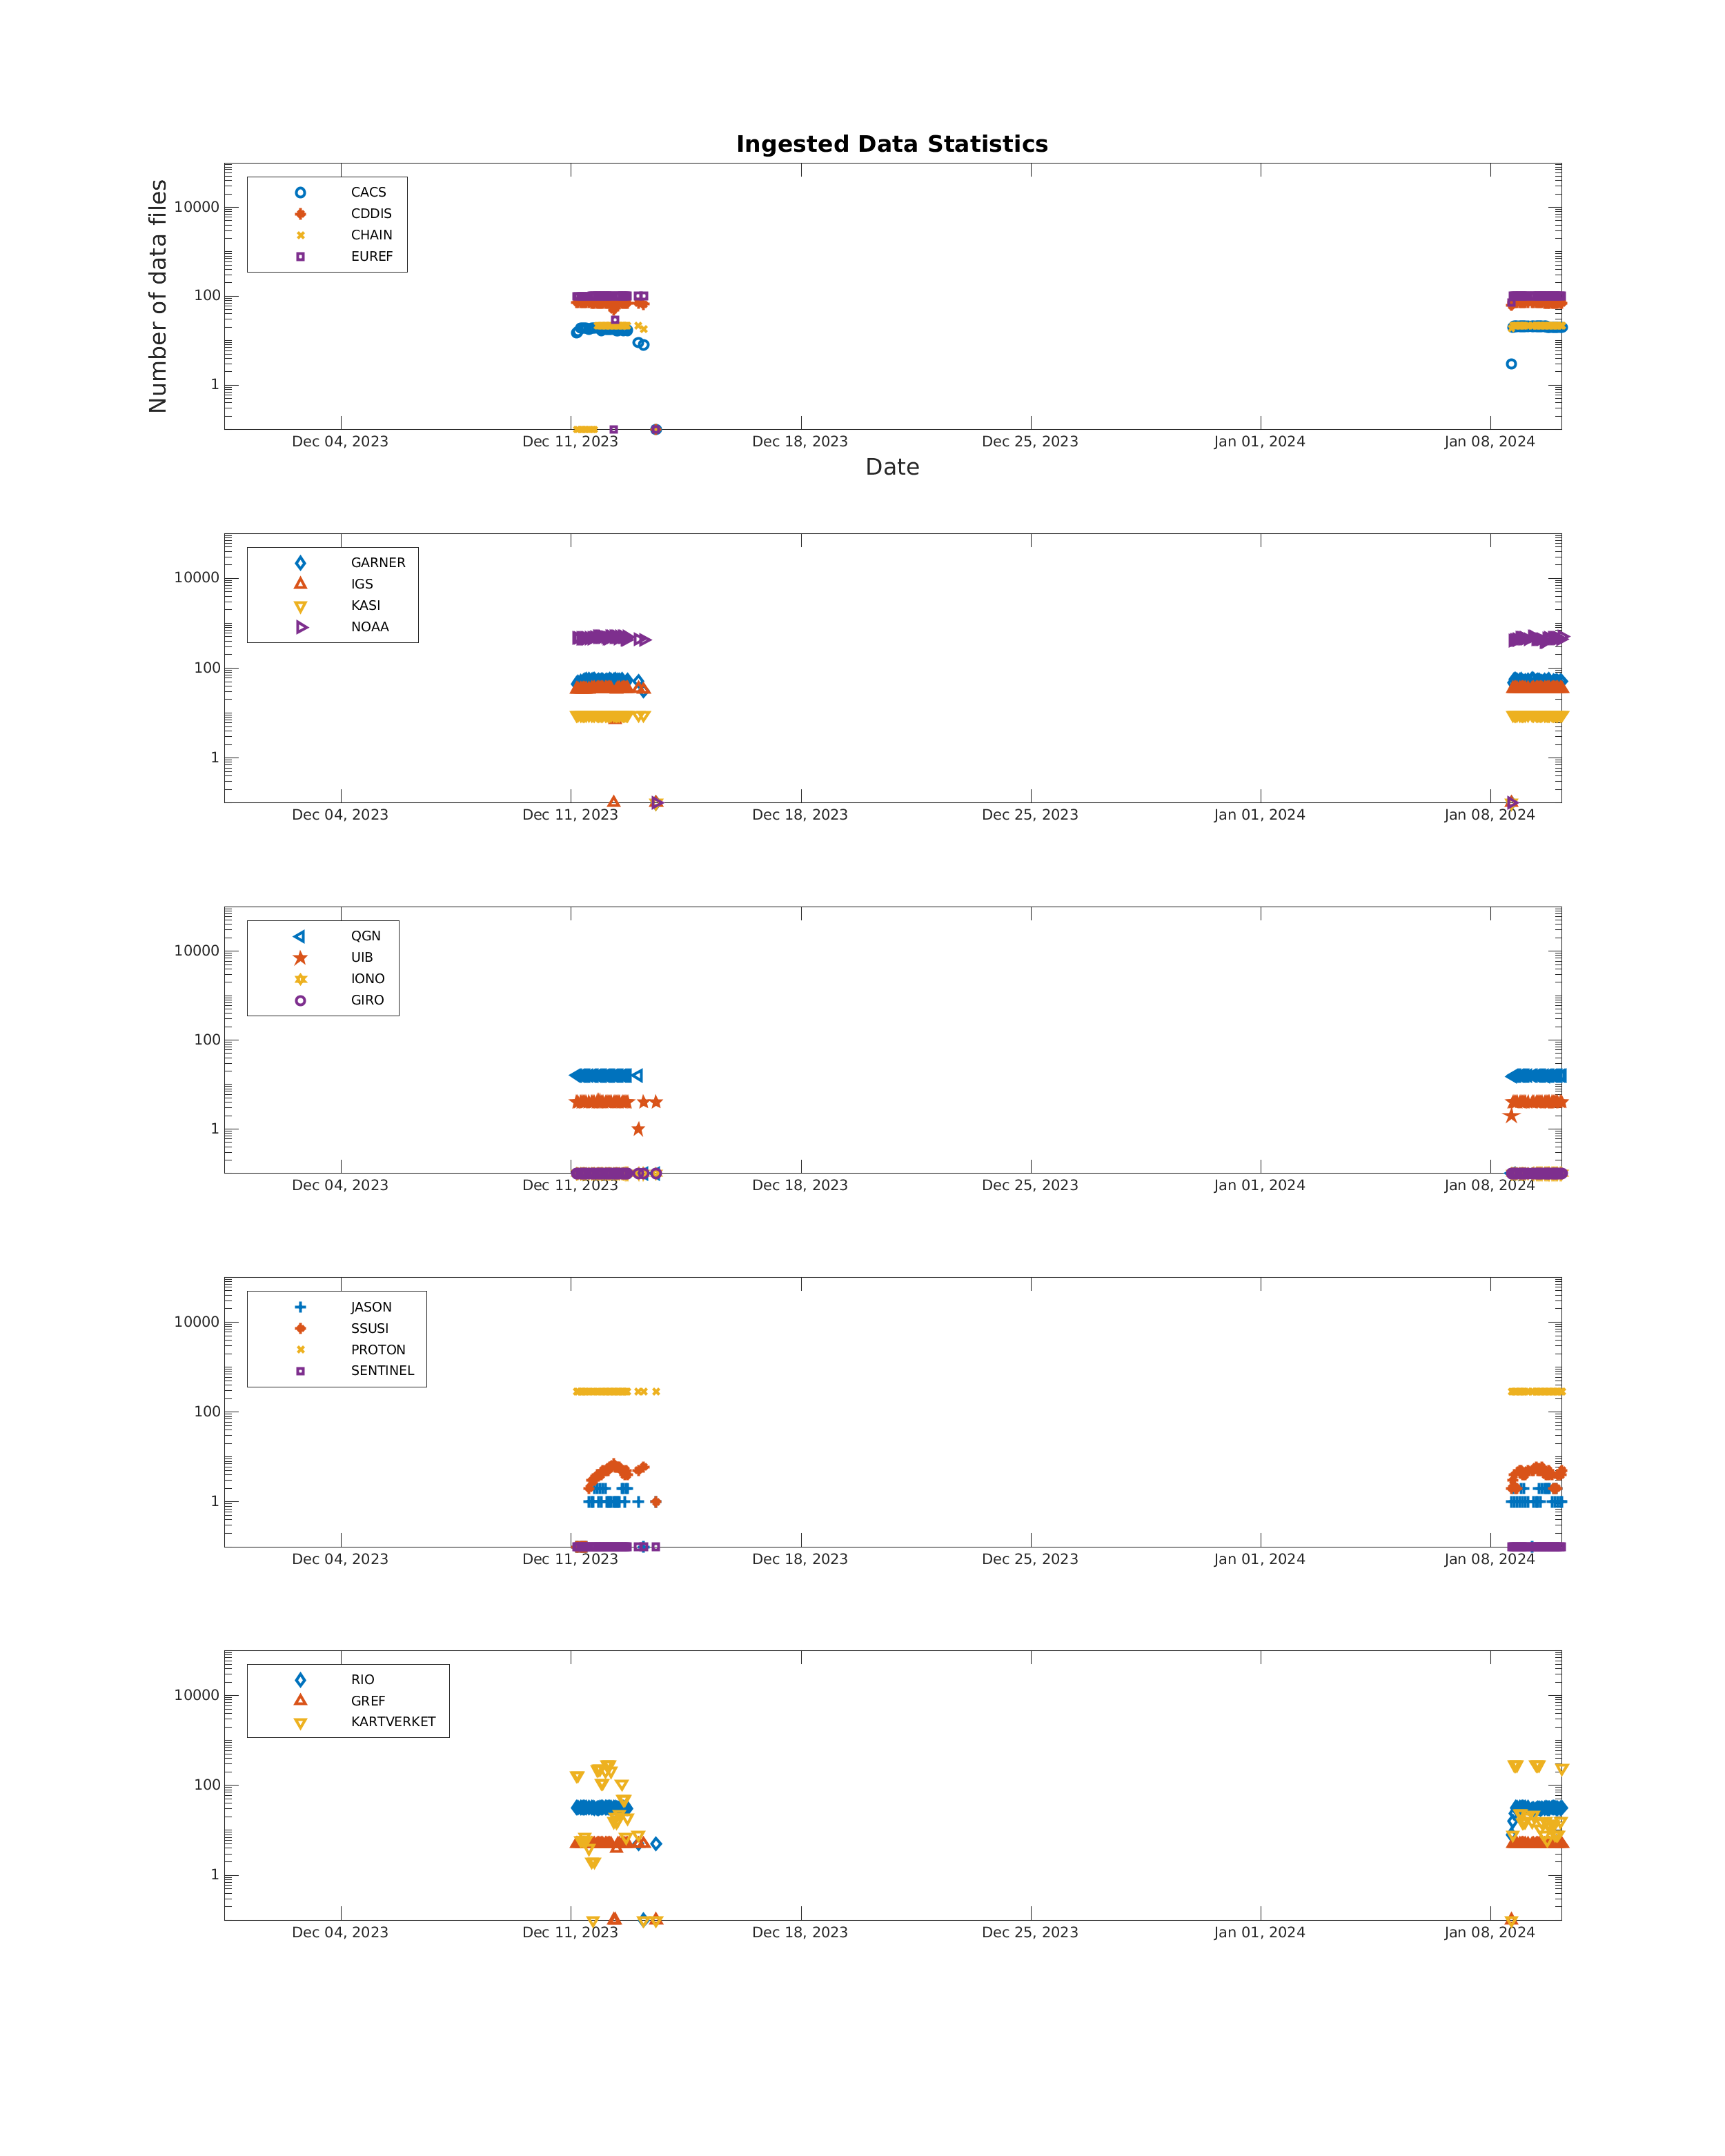 Ingested Data Statistics
Number of data files
10000
100
1
CACS
CDDIS
CHAIN
EUREF
Dec 04, 2023 Dec 11, 2023 Dec 18, 2023 Dec 25, 2023 Jan 01, 2024 Jan 08, 2024
Date
10000
100
1
GARNER
IGS
KASI
NOAA
Dec 04, 2023 Dec 11, 2023 Dec 18, 2023 Dec 25, 2023 Jan 01, 2024 Jan 08, 2024
10000
100
1
QGN
UIB
IONO
GIRO
Dec 04, 2023 Dec 11, 2023 Dec 18, 2023 Dec 25, 2023 Jan 01, 2024 Jan 08, 2024
10000
100
1
JASON
SSUSI
PROTON
SENTINEL
Dec 04, 2023 Dec 11, 2023 Dec 18, 2023 Dec 25, 2023 Jan 01, 2024 Jan 08, 2024
10000
100
1
RIO
GREF
KARTVERKET
Dec 04, 2023 Dec 11, 2023 Dec 18, 2023 Dec 25, 2023 Jan 01, 2024 Jan 08, 2024